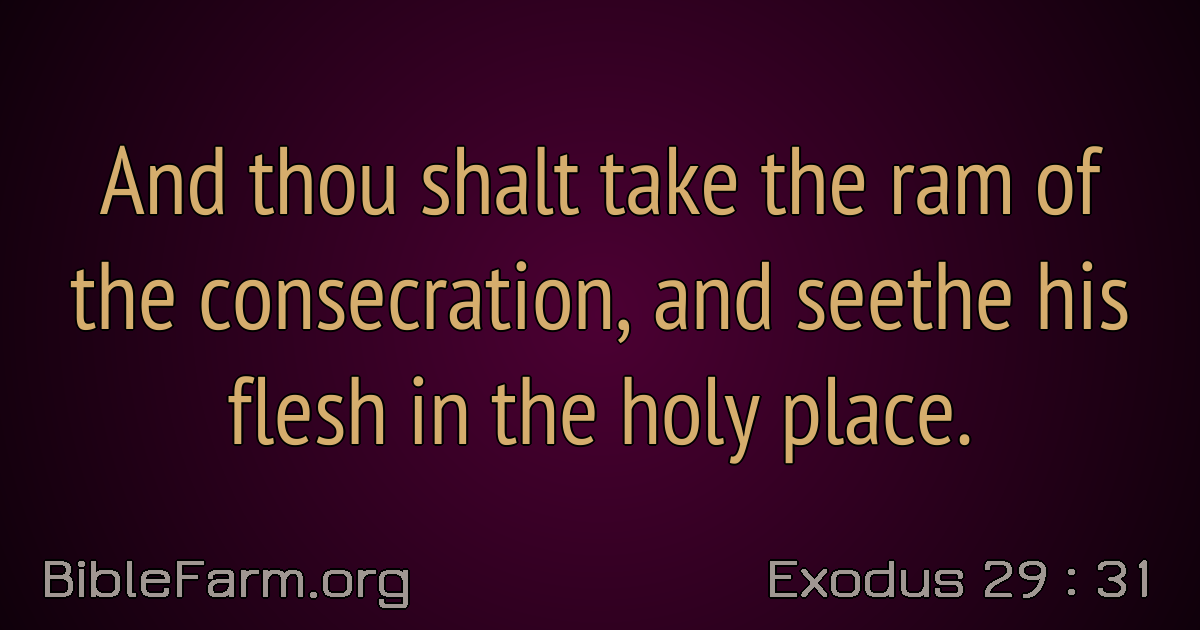 And thou shalt take the ram of
the consecration, and seethe his
flesh in the holy place.
BibleFarm.org
Exodus 29 : 31